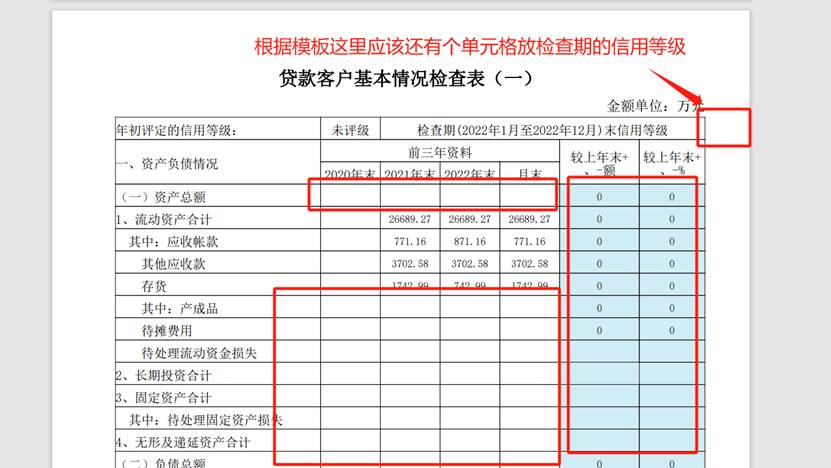 根据模板这里应该还有个单元格放检查期的信用等级
贷款客户基本情况检查表（一）
金额单位：万元
年初评定的信用等级： 未评级 检查期(2022年1月至2022年12月)末信用等级
一、资产负债情况 前三年资料 较上年末+、-额 较上年末+、-%
2020年末 2021年末 2022年末 月末
（一）资产总额 0 0
1、流动资产合计 26689.27 26689.27 26689.27 0 0
其中：应收帐款 771.16 871.16 771.16 0 0
其他应收款 3702.58 3702.58 3702.58 0 0
存货 1742.99 742.99 1742.99 0 0
其中：产成品 0 0
待摊费用 0 0
待处理流动资金损失
2、长期投资合计
3、固定资产合计
其中：待处理固定资产损失
4、无形及递延资产合计
（二）负债总额 0 0